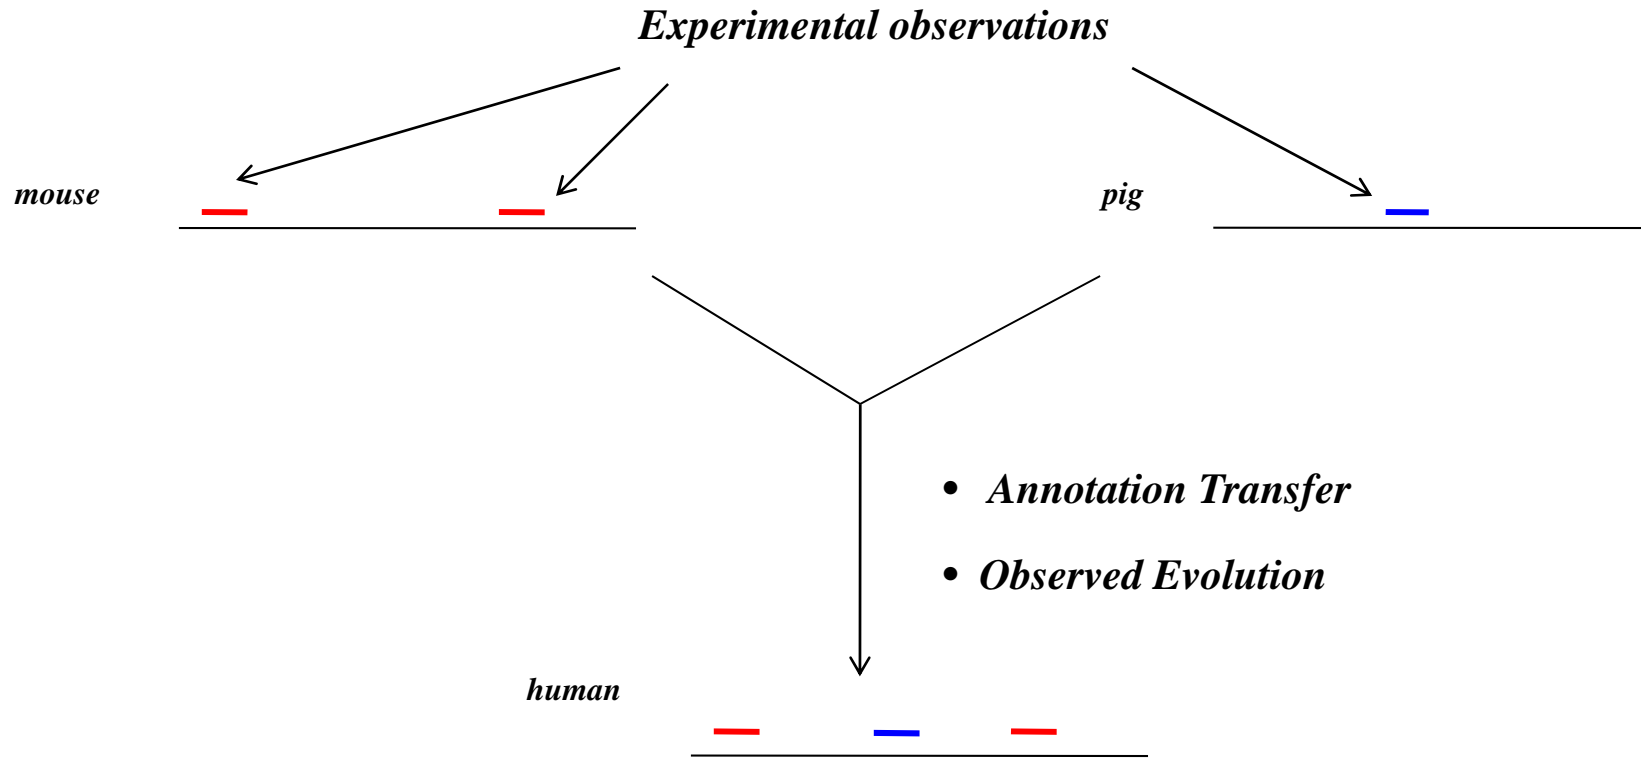 Experimental observations
mouse
pig
• Annotation Transfer
• Observed Evolution
human